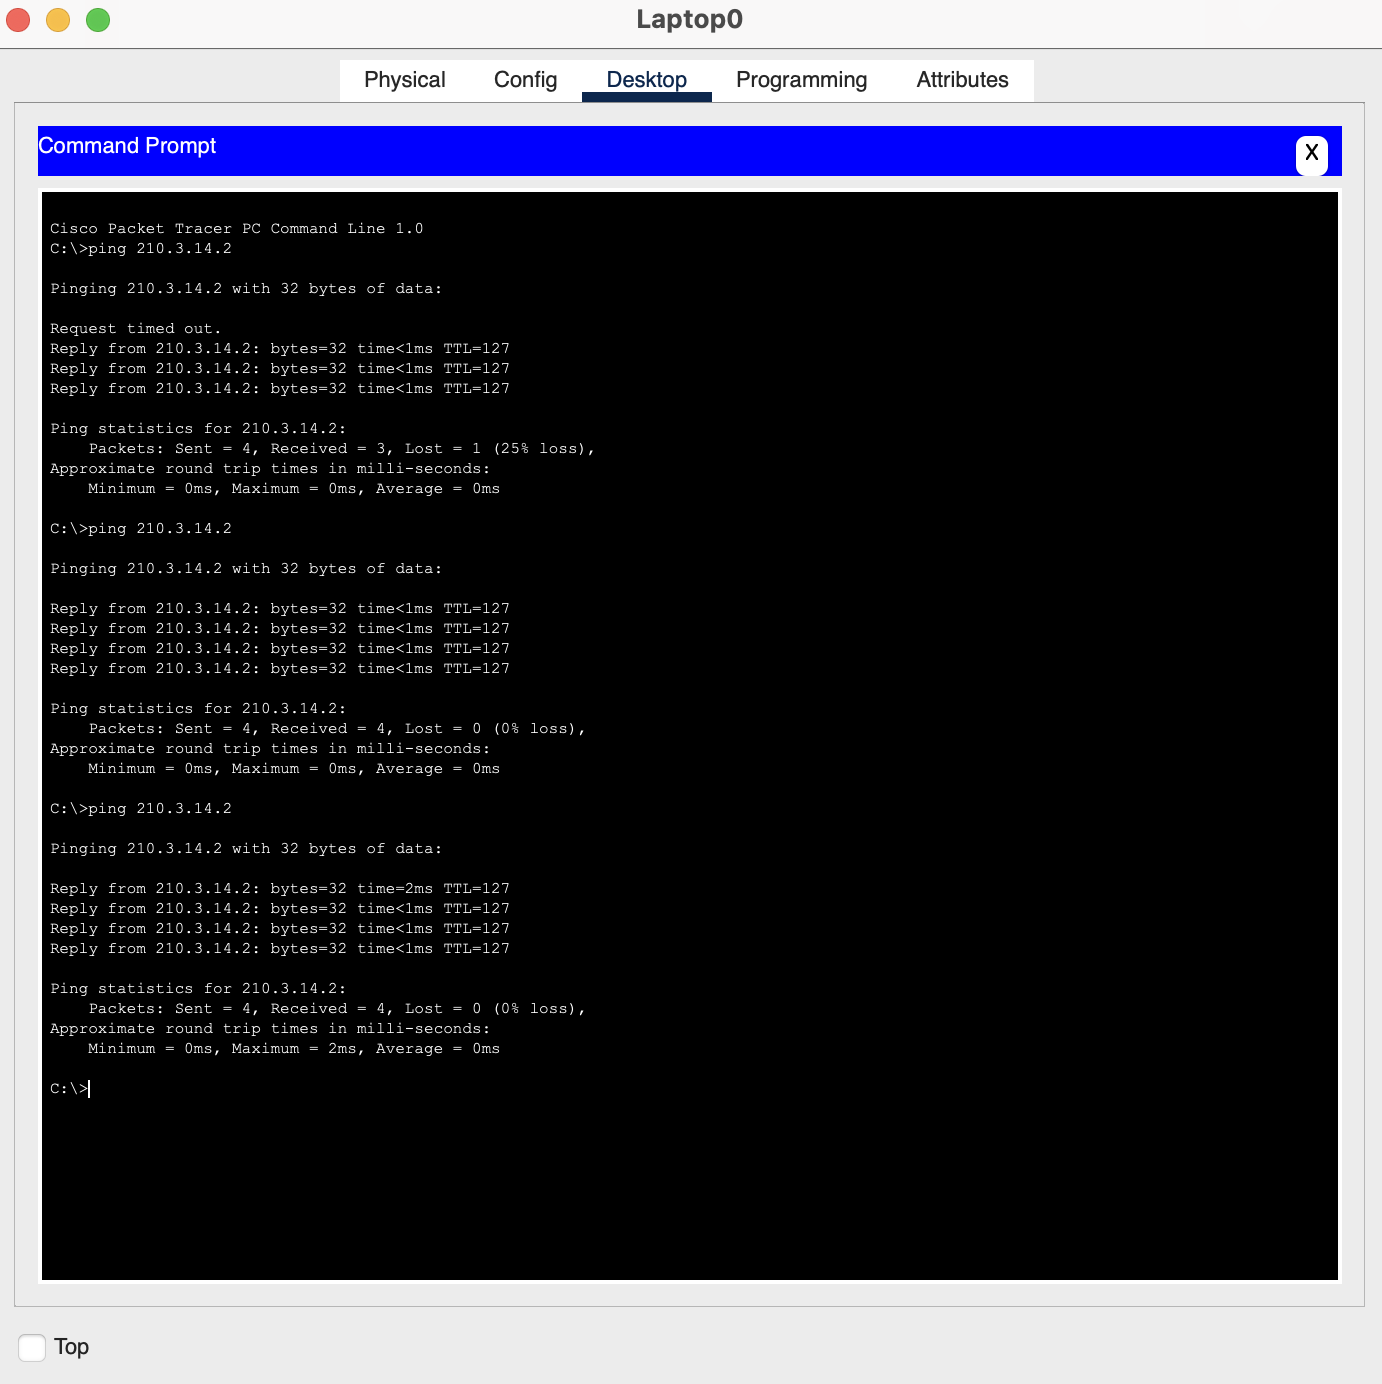 Laptop0
Physical Config Desktop Programming Attributes
Command Prompt
X
Cisco Packet Tracer PC Command Line 1.0
C:\>ping 210.3.14.2
Pinging 210.3.14.2 with 32 bytes of data:
Request timed out.
Reply from 210.3.14.2: bytes=32 time<1ms TTL=127
Reply from 210.3.14.2: bytes=32 time<1ms TTL=127
Reply from 210.3.14.2: bytes=32 time<1ms TTL=127
Ping statistics for 210.3.14.2:
    Packets: Sent = 4, Received = 3, Lost = 1 (25% loss),
Approximate round trip times in milli-seconds:
    Minimum = 0ms, Maximum = 0ms, Average = 0ms
C:\>ping 210.3.14.2
Pinging 210.3.14.2 with 32 bytes of data:
Reply from 210.3.14.2: bytes=32 time<1ms TTL=127
Reply from 210.3.14.2: bytes=32 time<1ms TTL=127
Reply from 210.3.14.2: bytes=32 time<1ms TTL=127
Reply from 210.3.14.2: bytes=32 time<1ms TTL=127
Ping statistics for 210.3.14.2:
    Packets: Sent = 4, Received = 4, Lost = 0 (0% loss),
Approximate round trip times in milli-seconds:
    Minimum = 0ms, Maximum = 0ms, Average = 0ms
C:\>ping 210.3.14.2
Pinging 210.3.14.2 with 32 bytes of data:
Reply from 210.3.14.2: bytes=32 time=2ms TTL=127
Reply from 210.3.14.2: bytes=32 time<1ms TTL=127
Reply from 210.3.14.2: bytes=32 time<1ms TTL=127
Reply from 210.3.14.2: bytes=32 time<1ms TTL=127
Ping statistics for 210.3.14.2:
    Packets: Sent = 4, Received = 4, Lost = 0 (0% loss),
Approximate round trip times in milli-seconds:
    Minimum = 0ms, Maximum = 2ms, Average = 0ms
C:\>
Top